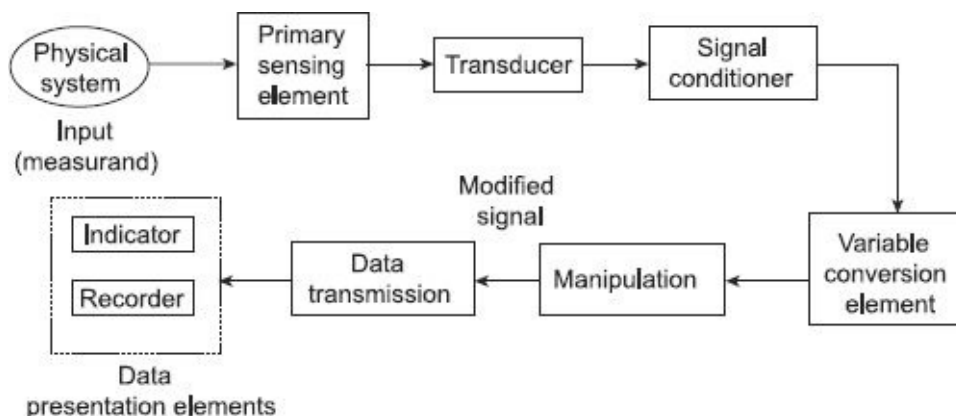 Physical
system
Input
(measurand)
Primary
sensing
element
Transducer
Signal
conditioner
Variable
conversion
element
Manipulation
Modified
signal
Data
transmission
Indicator
Recorder
Data
presentation elements